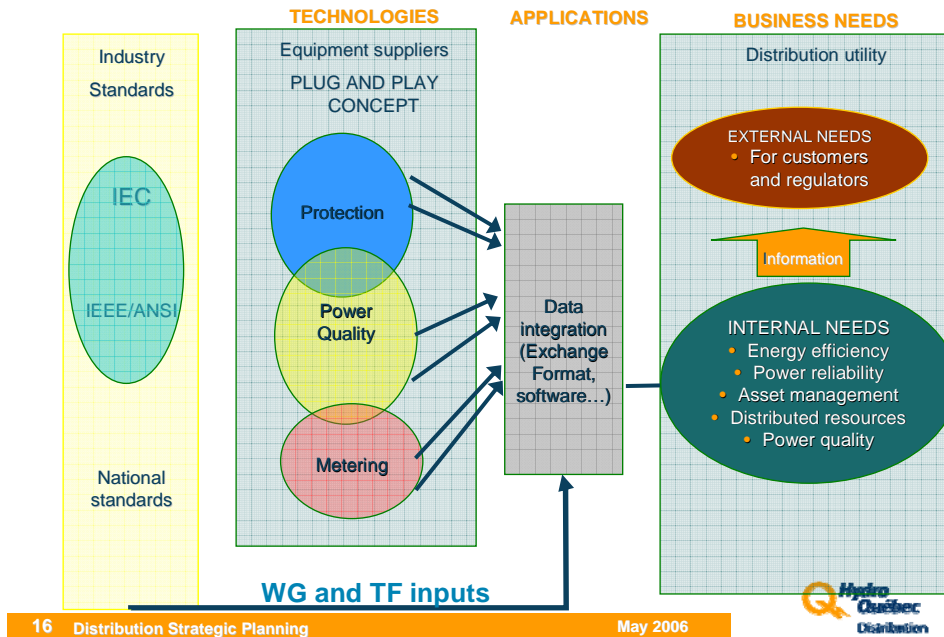 TECHNOLOGIES
APPLICATIONS
BUSINESS NEEDS
Industry
Standards
IEC
IEEE/ANSI
National
standards
Equipment suppliers
PLUG AND PLAY
CONCEPT
Protection
Power
Quality
Metering
Data
integration
(Exchange
Format,
software…)
Distribution utility
EXTERNAL NEEDS
• For customers
and regulators
Information
INTERNAL NEEDS
• Energy efficiency
• Power reliability
• Asset management
• Distributed resources
• Power quality
WG and TF inputs
16 Distribution Strategic Planning May 2006
Hydro
Québec
Distribution